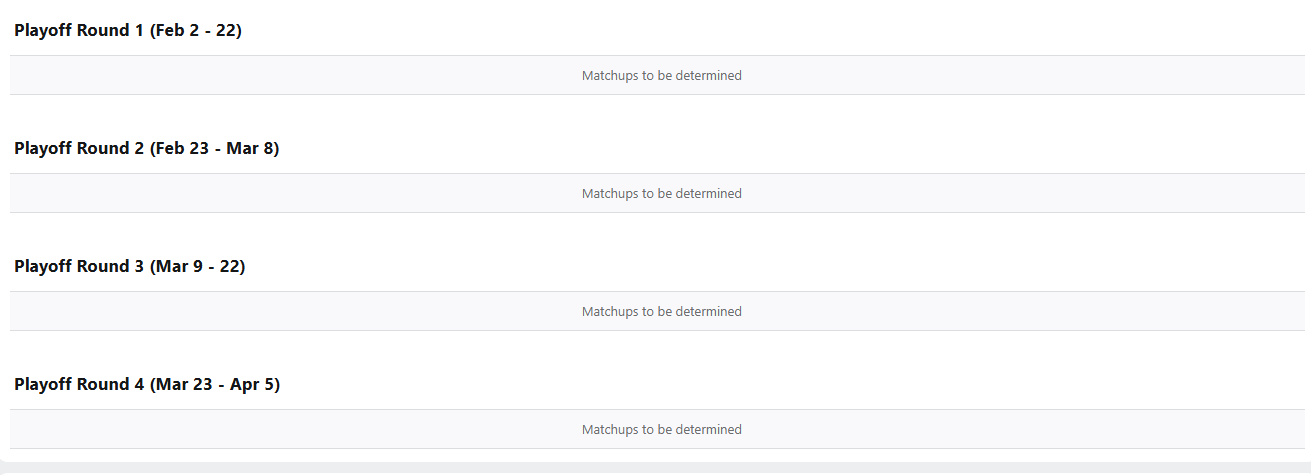 Playoff Round 1 (Feb 2 - 22)
Matchups to be determined
Playoff Round 2 (Feb 23 - Mar 8)
Matchups to be determined
Playoff Round 3 (Mar 9 - 22)
Matchups to be determined
Playoff Round 4 (Mar 23 - Apr 5)
Matchups to be determined